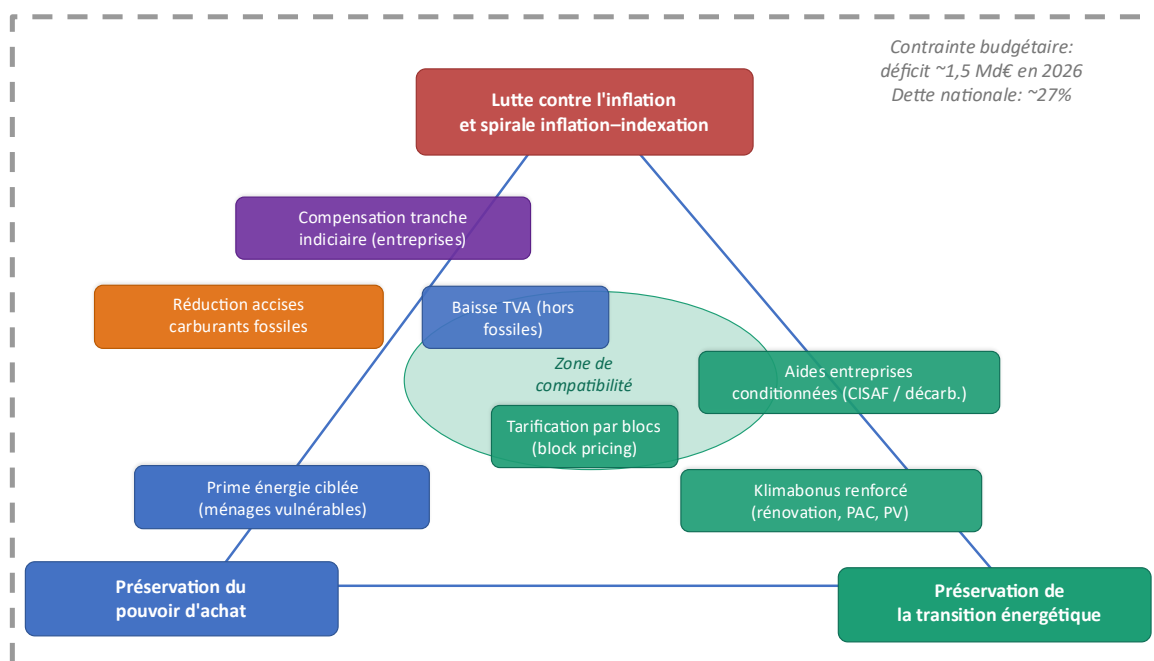 Contrainte budgétaire:
déficit ~1,5 Md€ en 2026
Dette nationale: ~27%
Lutte contre l'inflation
et spirale inflation–indexation
Compensation tranche
indiciaire (entreprises)
Réduction accises
carburants fossiles
Baisse TVA (hors
fossiles)
Zone de
compatibilité
Aides entreprises
conditionnées (CISAF / décarb.)
Tarification par blocs
(block pricing)
Prime énergie ciblée
(ménages vulnérables)
Klimabonus renforcé
(rénovation, PAC, PV)
Préservation du
pouvoir d'achat
Préservation de
la transition énergétique